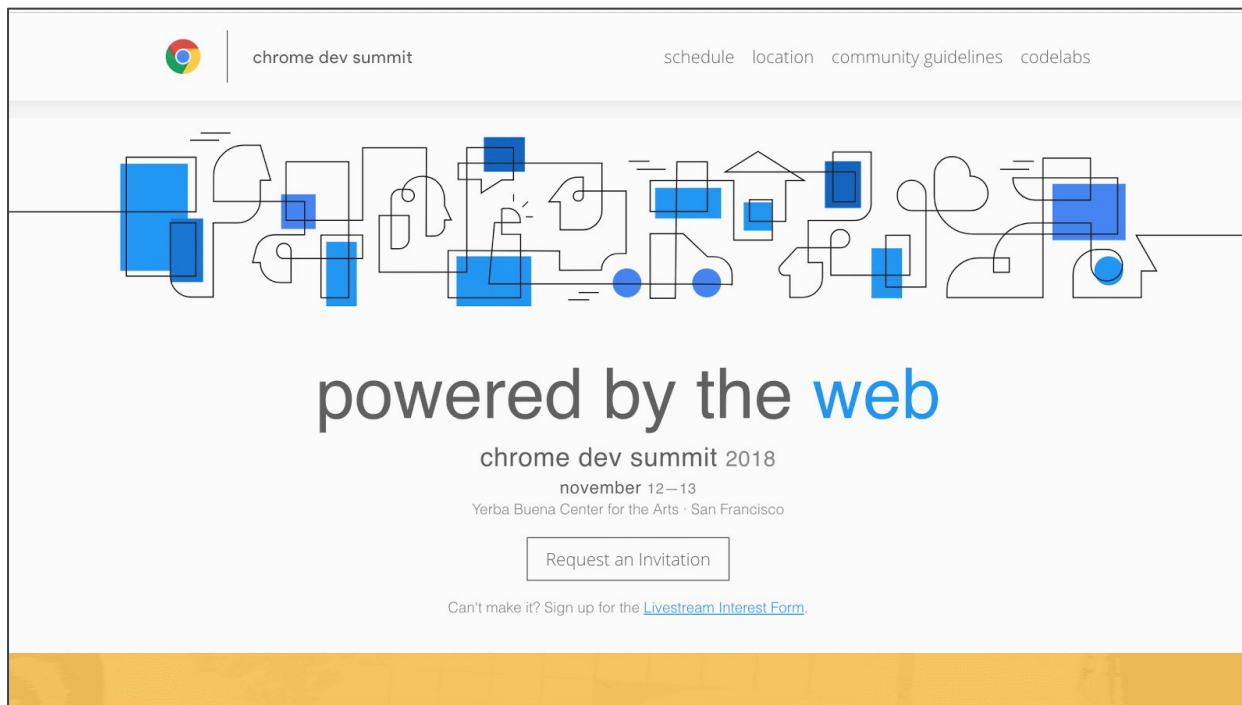 chrome dev summit
schedule location community guidelines codelabs
powered by the web
chrome dev summit 2018
november 12—13
Yerba Buena Center for the Arts · San Francisco
Request an Invitation
Can't make it? Sign up for the Livestream Interest Form.